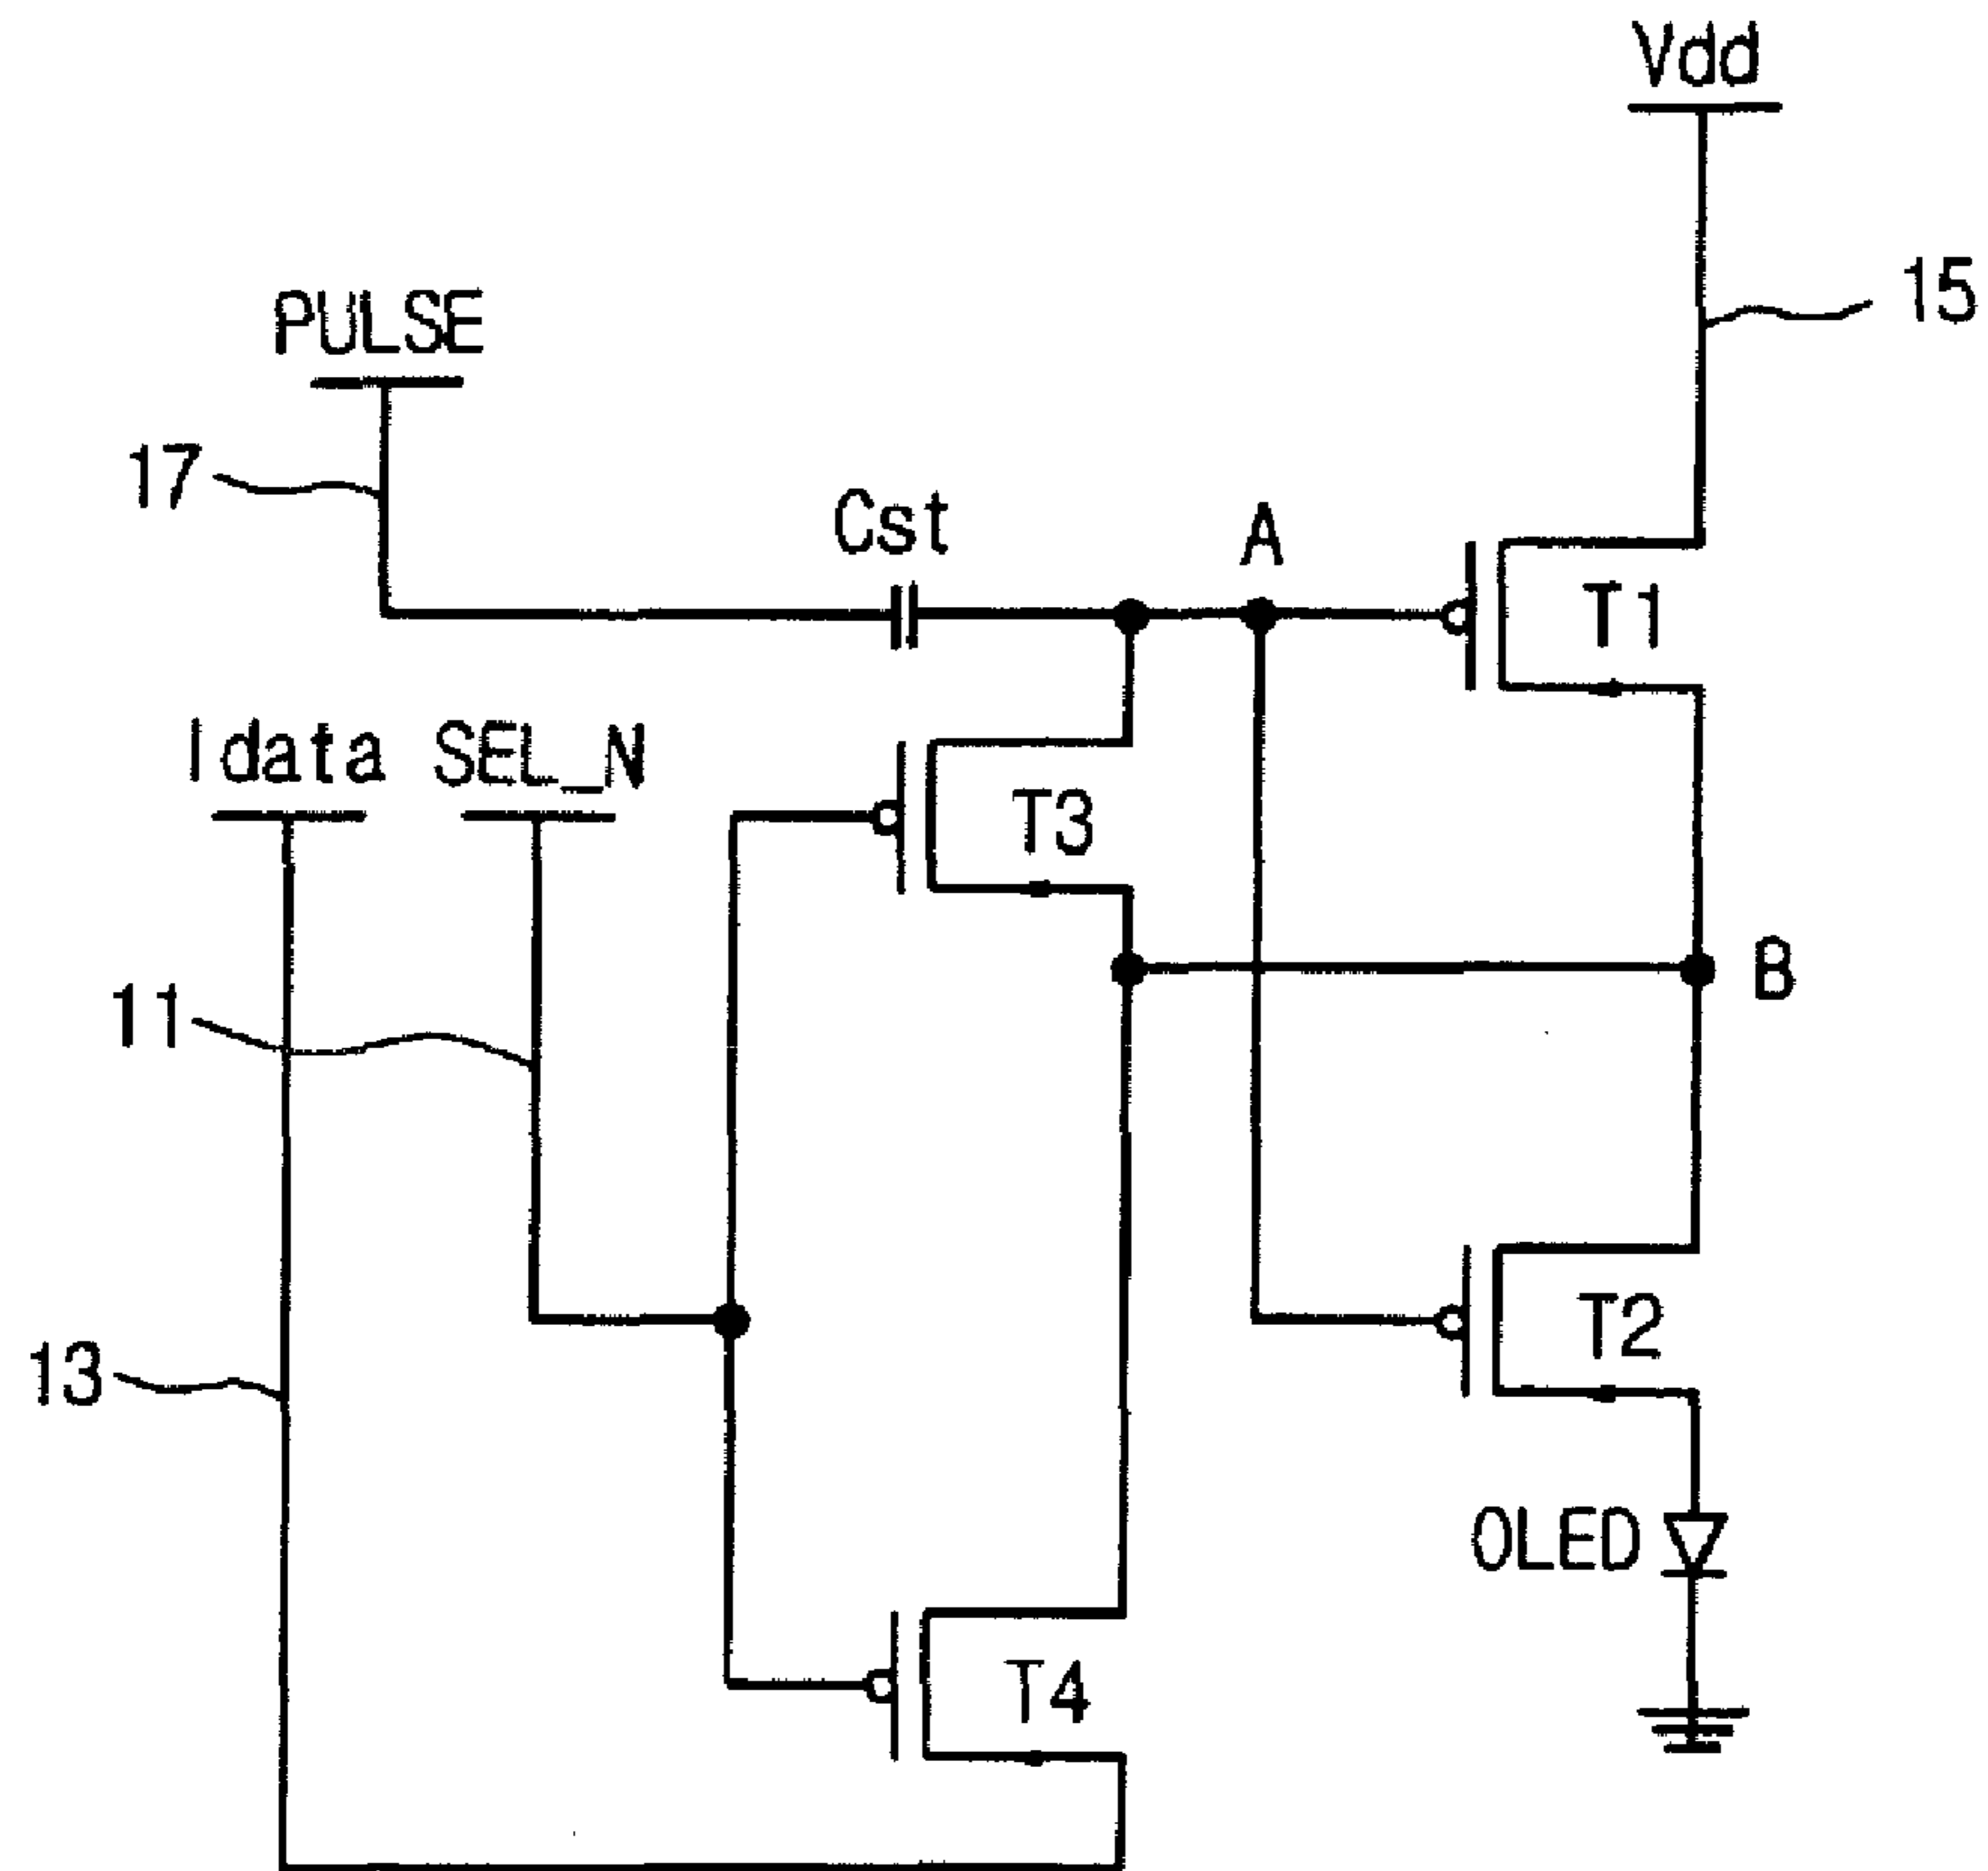 Vdd
15
PULSE
17
Cst
A
T1
Idata
SEL_N
T3
B
11
T2
13
OLED
T4